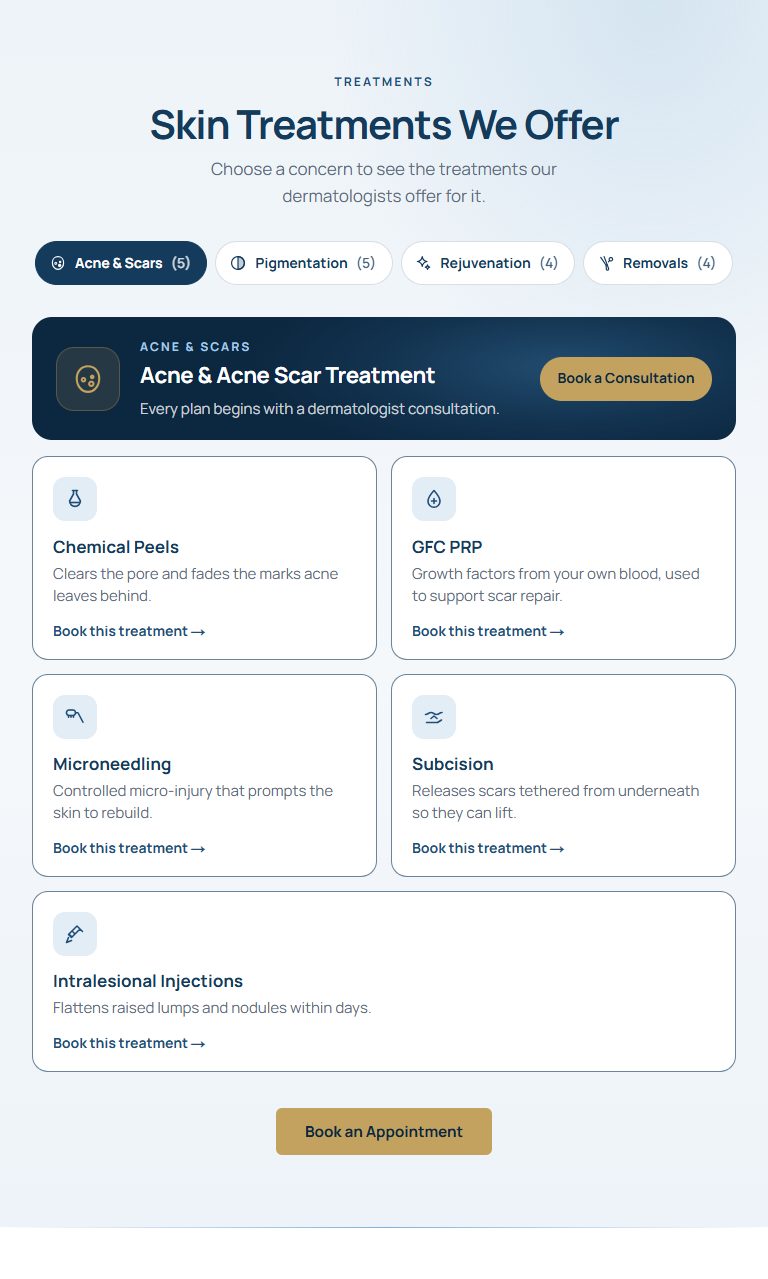 TREATMENTS
Skin Treatments We Offer
Choose a concern to see the treatments our
dermatologists offer for it.
Acne & Scars (5)
Pigmentation (5)
Rejuvenation (4)
Removals (4)
ACNE & SCARS
Acne & Acne Scar Treatment
Every plan begins with a dermatologist consultation.
Book a Consultation
Chemical Peels
Clears the pore and fades the marks acne
leaves behind.
Book this treatment →
GFC PRP
Growth factors from your own blood, used
to support scar repair.
Book this treatment →
Microneedling
Controlled micro-injury that prompts the
skin to rebuild.
Book this treatment →
Subcision
Releases scars tethered from underneath
so they can lift.
Book this treatment →
Intralesional Injections
Flattens raised lumps and nodules within days.
Book this treatment →
Book an Appointment